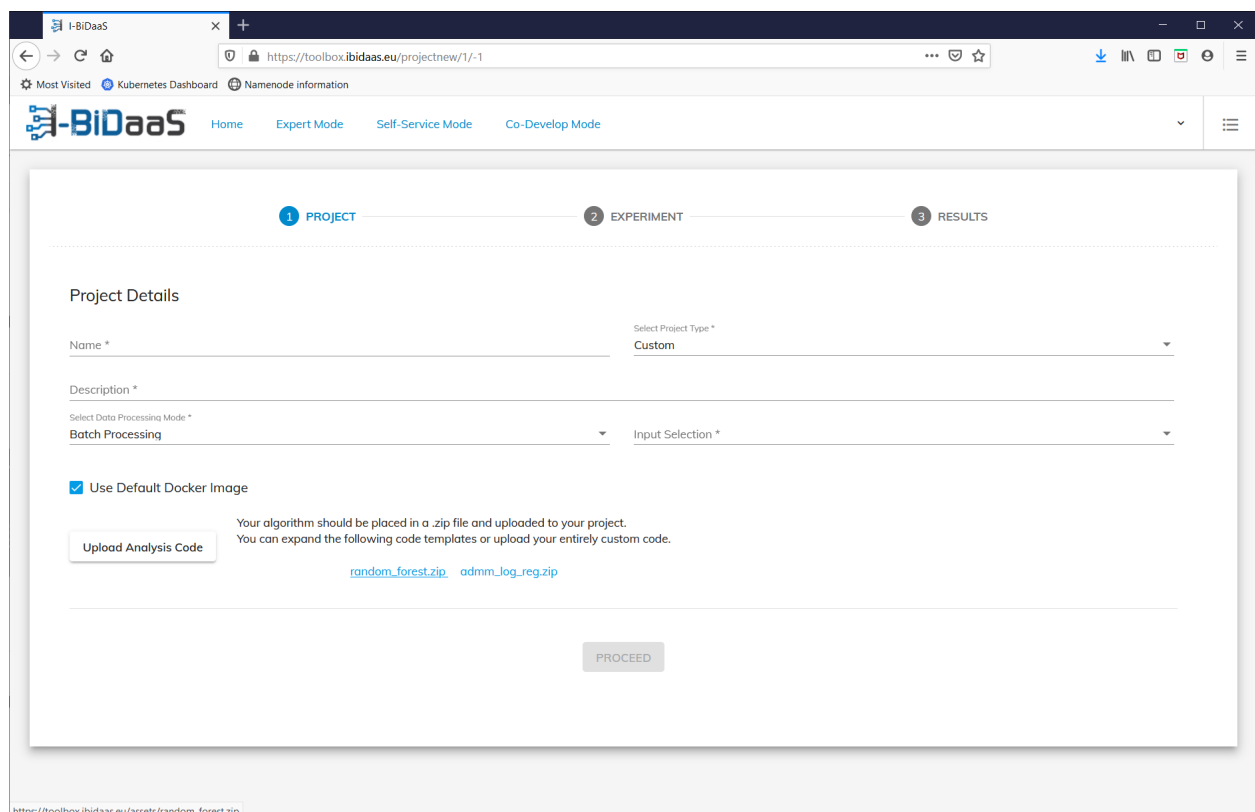 I-BiDaaS
https://toolbox.ibidaas.eu/projectnew/1/-1
Most Visited Kubernetes Dashboard Namenode information
I-BiDaaS Home Expert Mode Self-Service Mode Co-Develop Mode
1 PROJECT 2 EXPERIMENT 3 RESULTS
Project Details
Select Project Type *
Name * Custom
Description *
Select Data Processing Mode *
Batch Processing Input Selection *
Use Default Docker Image
Your algorithm should be placed in a .zip file and uploaded to your project.
Upload Analysis Code You can expand the following code templates or upload your entirely custom code.
random_forest.zip admm_log_reg.zip
PROCEED
https://toolbox.ibidaas.eu/assets/random_forest.zip